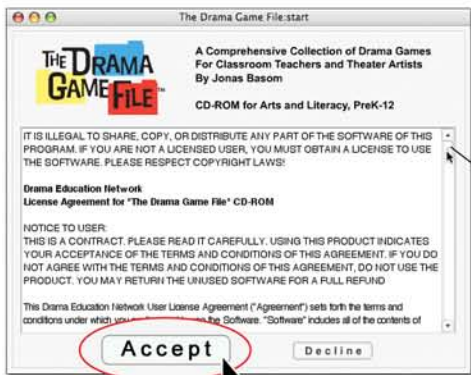 The Drama Game File:start
THE DRAMA
GAME FILE™
A Comprehensive Collection of Drama Games
For Classroom Teachers and Theater Artists
By Jonas Basom
CD-ROM for Arts and Literacy, PreK-12
IT IS ILLEGAL TO SHARE, COPY, OR DISTRIBUTE ANY PART OF THE SOFTWARE OF THIS
PROGRAM. IF YOU ARE NOT A LICENSED USER, YOU MUST OBTAIN A LICENSE TO USE
THE SOFTWARE. PLEASE RESPECT COPYRIGHT LAWS!
Drama Education Network
License Agreement for "The Drama Game File" CD-ROM
NOTICE TO USER:
THIS IS A CONTRACT. PLEASE READ IT CAREFULLY. USING THIS PRODUCT INDICATES
YOUR ACCEPTANCE OF THE TERMS AND CONDITIONS OF THIS AGREEMENT. IF YOU DO
NOT AGREE WITH THE TERMS AND CONDITIONS OF THIS AGREEMENT, DO NOT USE THE
PRODUCT. YOU MAY RETURN THE UNUSED SOFTWARE FOR A FULL REFUND
This Drama Education Network User License Agreement ("Agreement") sets forth the terms and
conditions under which you the Software. "Software" includes all of the contents of
Accept
Decline